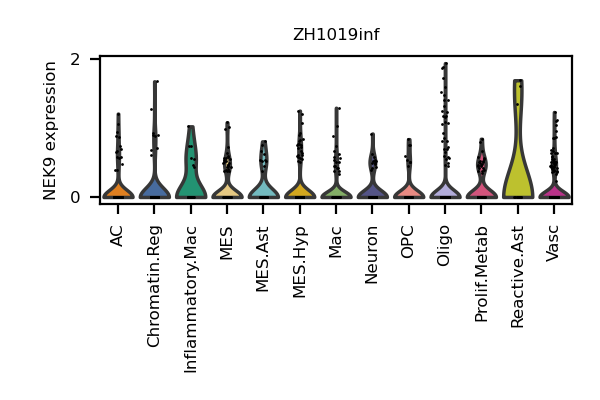 ZH1019inf
NEK9 expression
2
0
AC
Chromatin.Reg
Inflammatory.Mac
MES
MES.Ast
MES.Hyp
Mac
Neuron
OPC
Oligo
Prolif.Metab
Reactive.Ast
Vasc